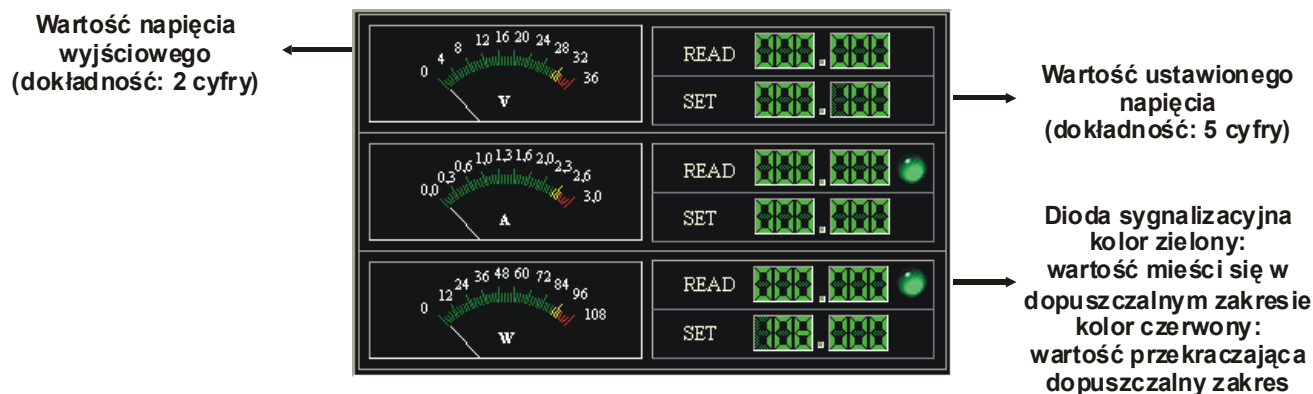 Wartość napięcia
wyjściowego
(dokładność: 2 cyfry)
0 4 8 12 16 20 24 28 32 36
V
READ
SET
Wartość ustawionego
napięcia
(dokładność: 5 cyfry)
0,0 0,3 0,6 1,0 1,3 1,6 2,0 2,3 2,6 3,0
A
READ
SET
0 12 24 36 48 60 72 84 96 108
W
READ
SET
Dioda sygnalizacyjna
kolor zielony:
wartość mieści się w
dopuszczalnym zakresie
kolor czerwony:
wartość przekraczająca
dopuszczalny zakres